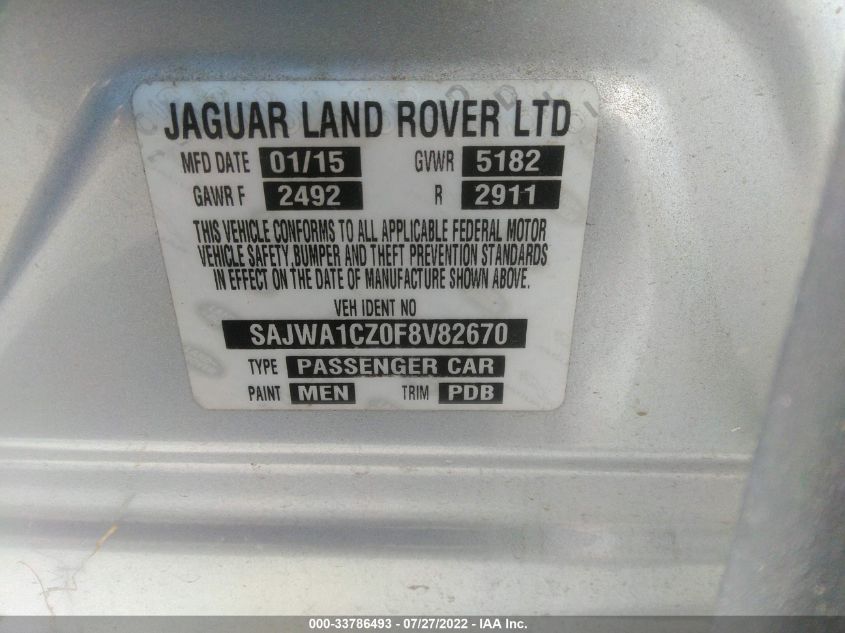 JAGUAR LAND ROVER LTD
MFD DATE 01/15 GVWR 5182
GAWR F 2492 R 2911
THIS VEHICLE CONFORMS TO ALL APPLICABLE FEDERAL MOTOR
VEHICLE SAFETY, BUMPER AND THEFT PREVENTION STANDARDS
IN EFFECT ON THE DATE OF MANUFACTURE SHOWN ABOVE.
VEH IDENT NO
SAJWA1CZ0F8V82670
TYPE PASSENGER CAR
PAINT MEN TRIM PDB
000-33786493 - 07/27/2022 - IAA Inc.